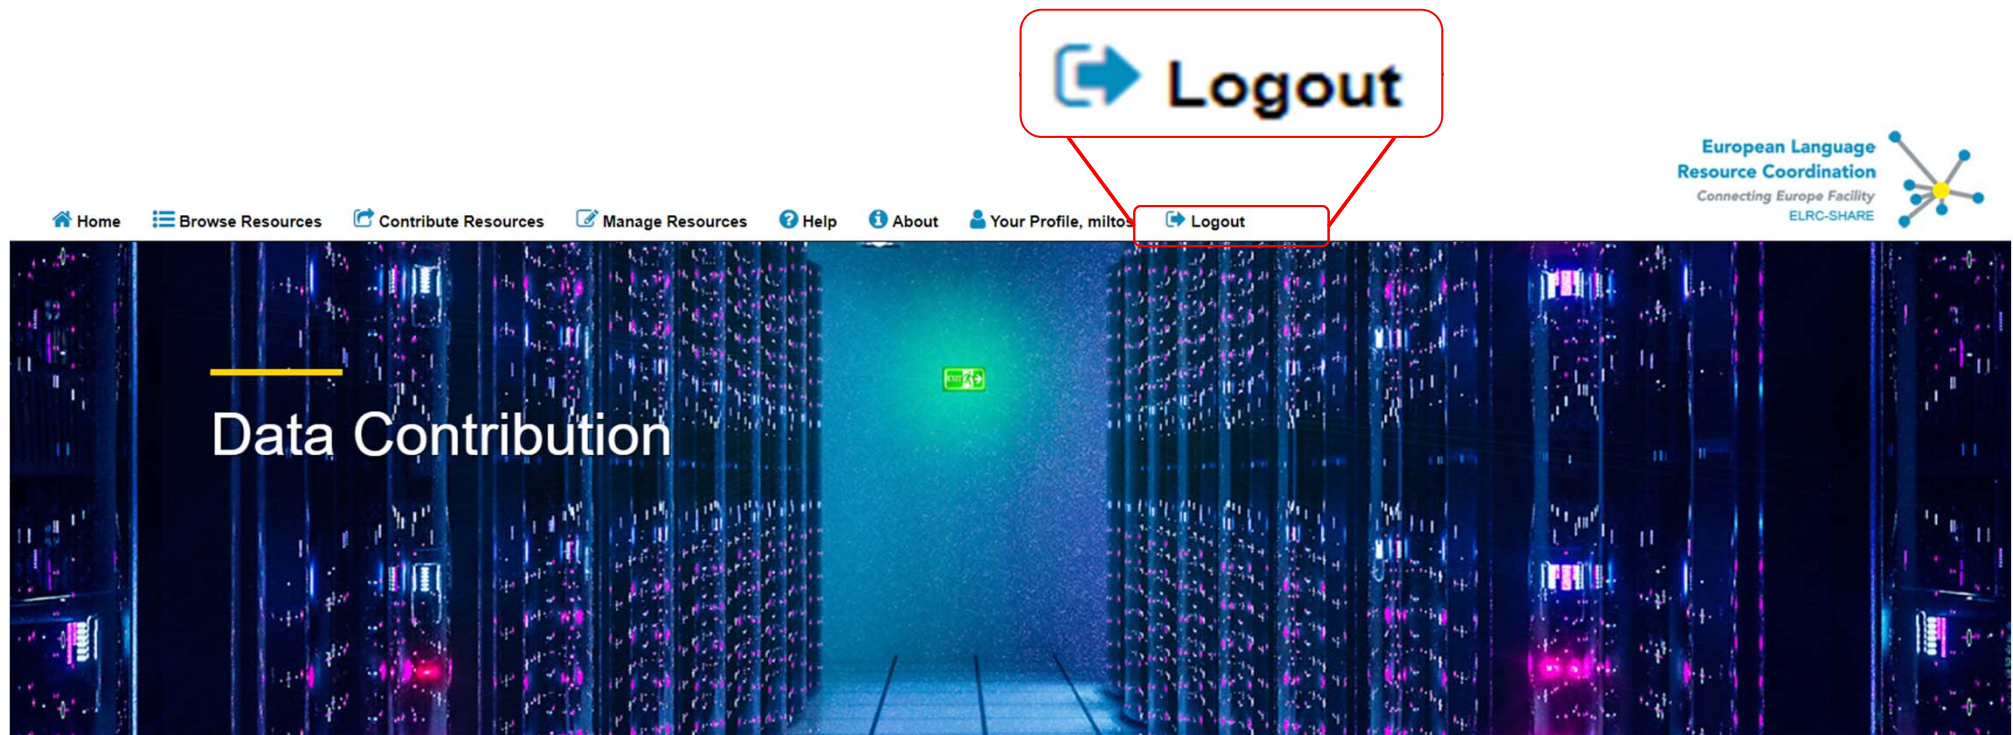 Logout
European Language
Resource Coordination
Connecting Europe Facility
ELRC-SHARE
Home Browse Resources Contribute Resources Manage Resources Help About Your Profile, miltos Logout
EXIT
Data Contribution